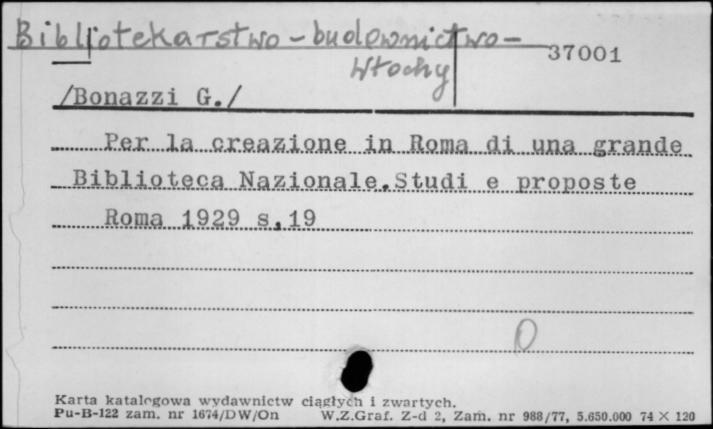 Bibliotekarstwo - budownictwo -
37001
Włochy
/Bonazzi G./
Per la creazione in Roma di una grande
Biblioteca Nazionale.Studi e proposte
Roma 1929 s.19
0
Karta katalogowa wydawnictw ciągłych i zwartych.
Pu-B-122 zam. nr 1674/DW/On W.Z.Graf. Z-d 2, Zam. nr 988/77, 5.650.000 74 × 120